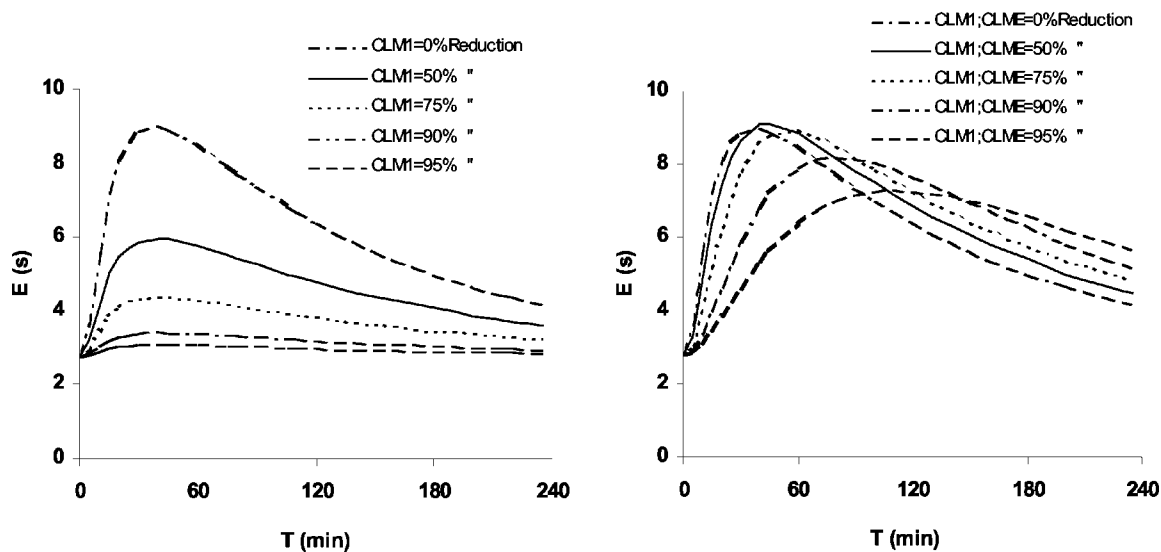 CLM1=0%Reduction
CLM1=50% "
CLM1=75% "
CLM1=90% "
CLM1=95% "
10
8
6
4
2
0
E (s)
0 60 120 180 240
T (min)
CLM1;CLME=0%Reduction
CLM1;CLME=50% "
CLM1;CLME=75% "
CLM1;CLME=90% "
CLM1;CLME=95% "
10
8
6
4
2
0
E (s)
0 60 120 180 240
T (min)